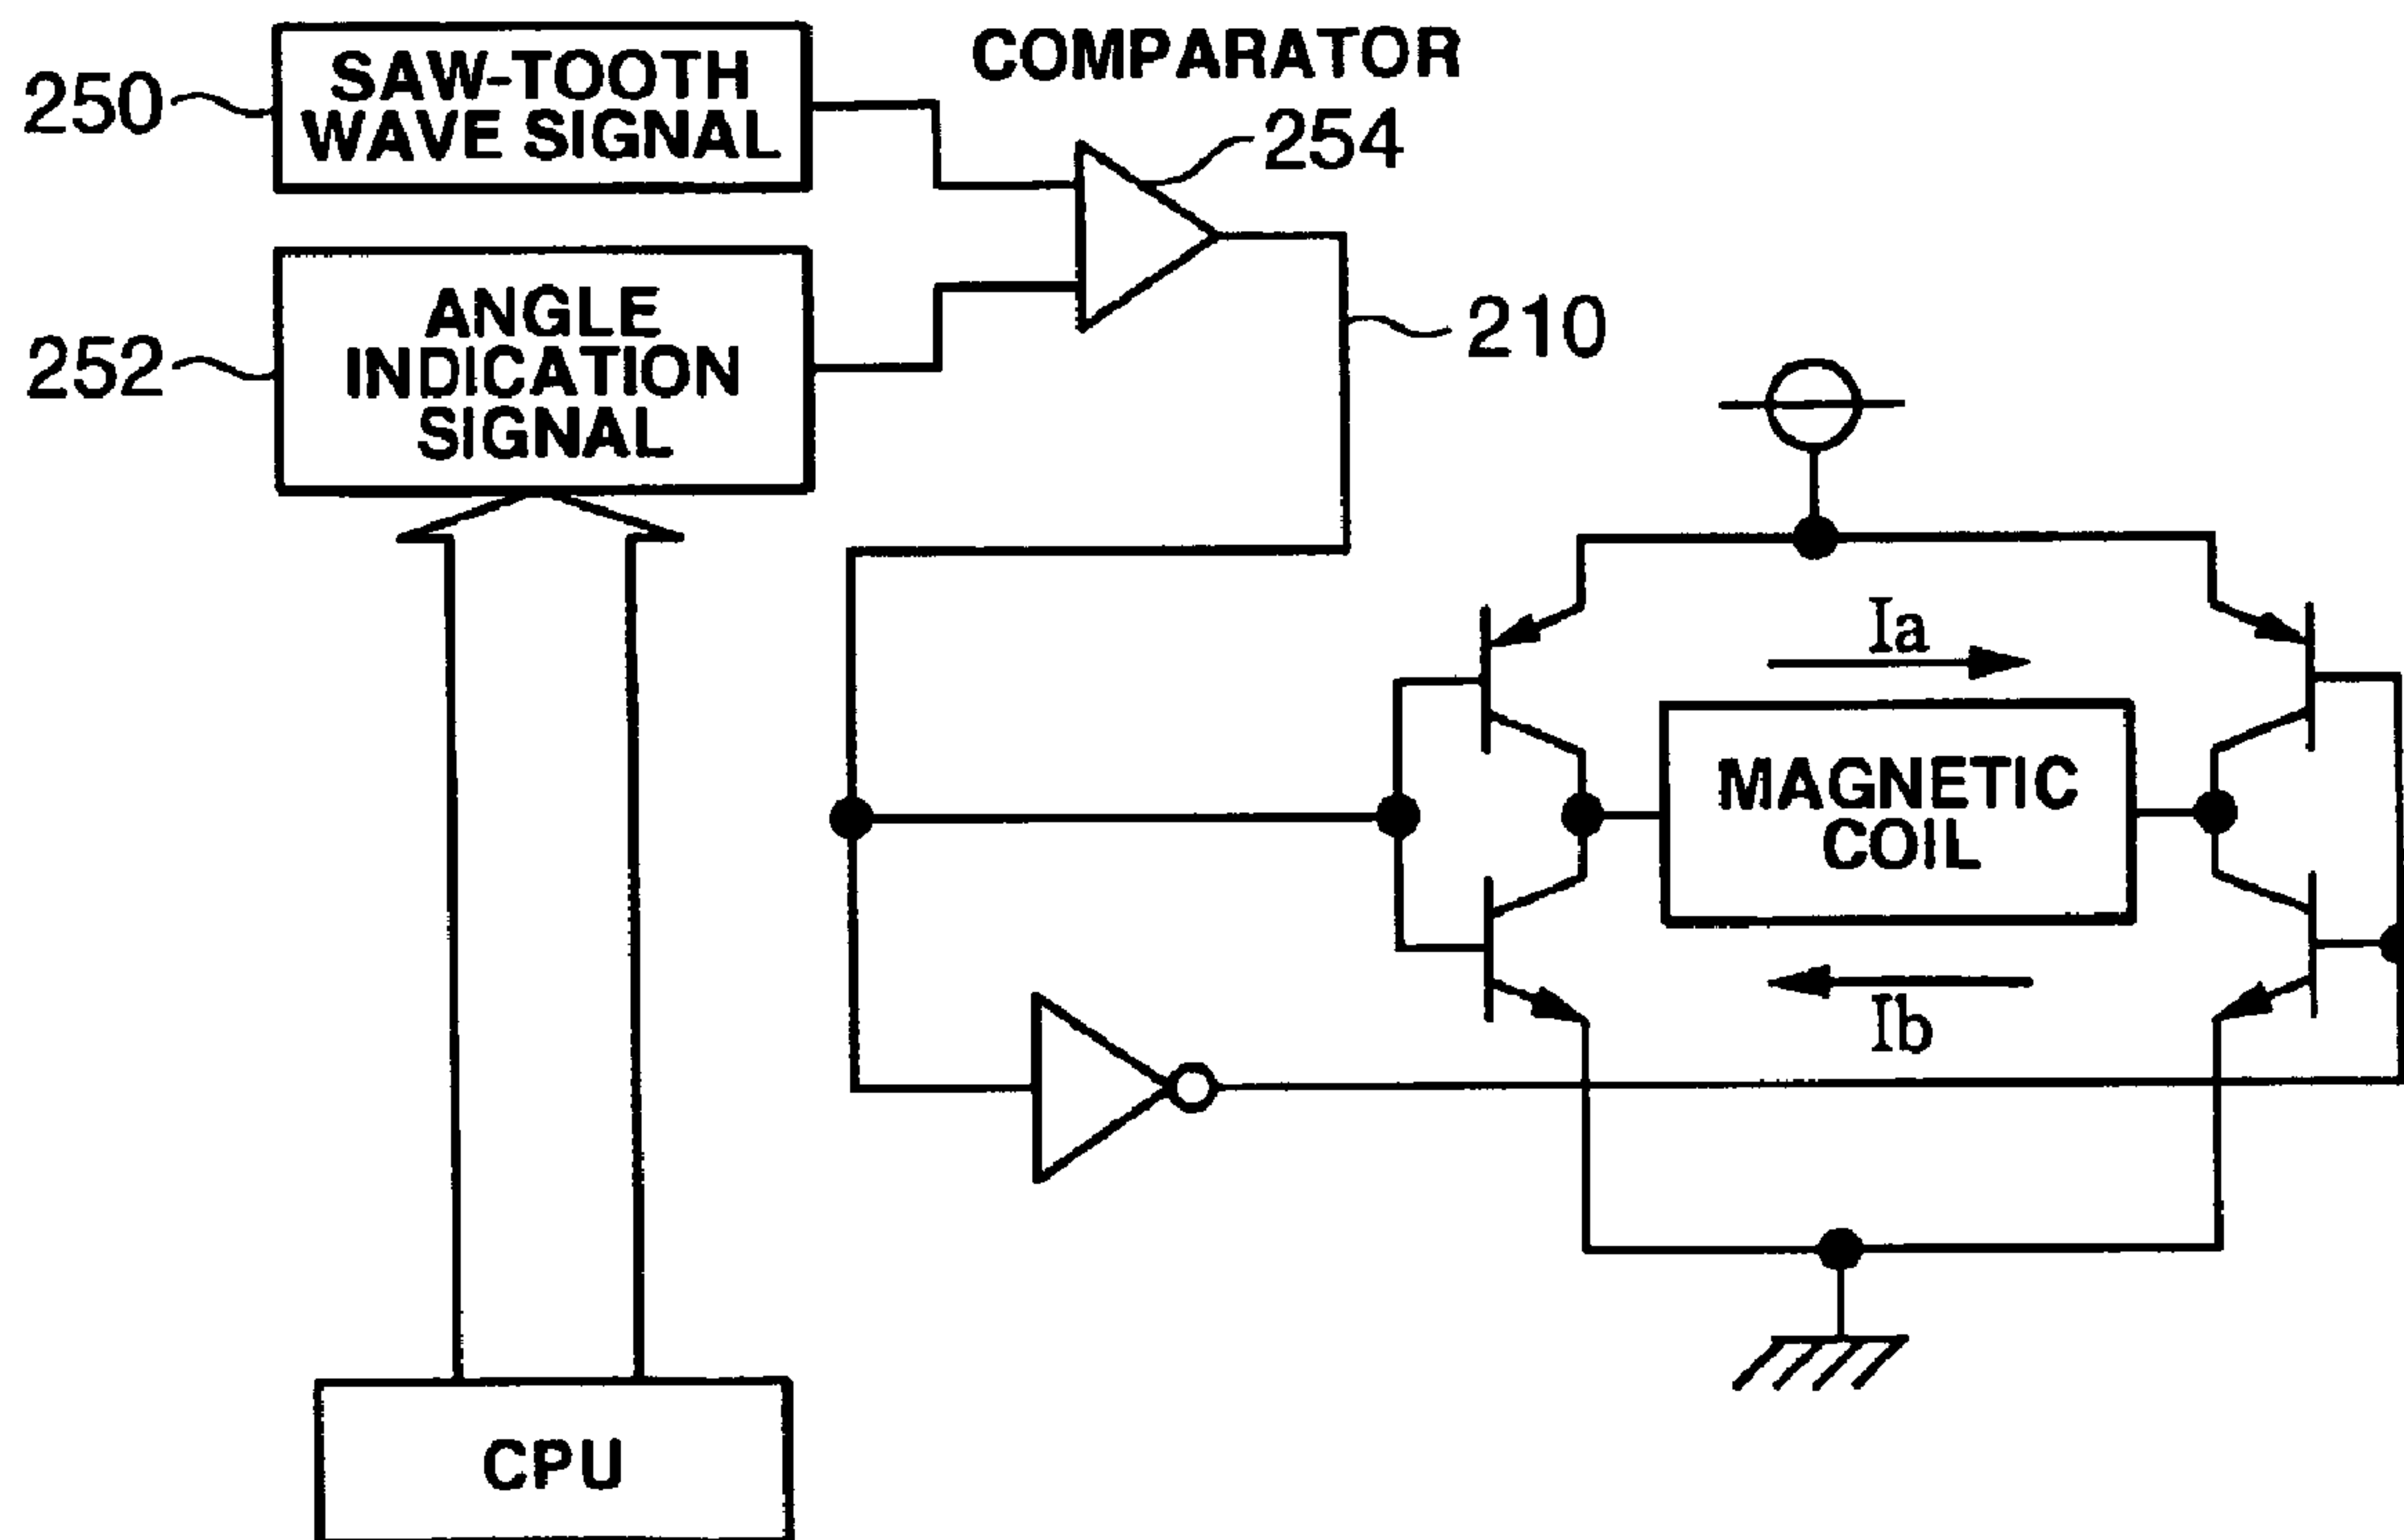 COMPARATOR
250
SAW-TOOTH
WAVE SIGNAL
254
252
ANGLE
INDICATION
SIGNAL
210
Ia
MAGNETIC
COIL
Ib
CPU